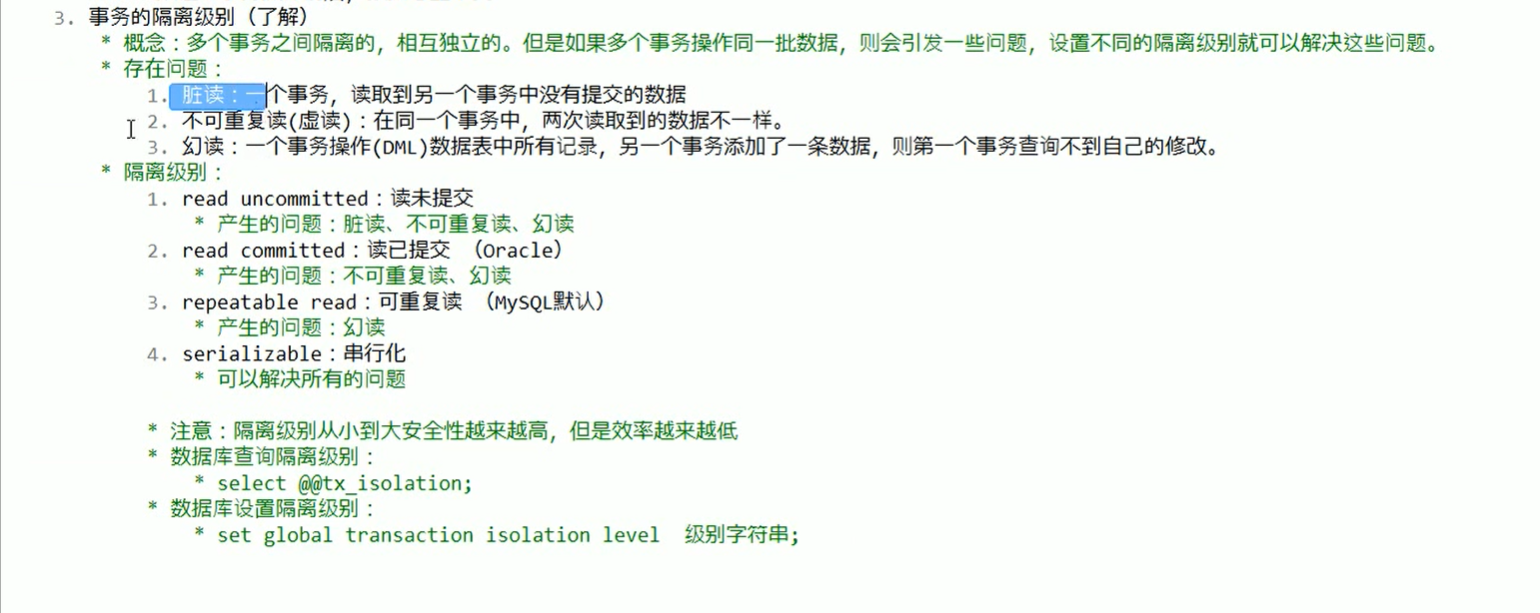 3. 事务的隔离级别（了解）
* 概念：多个事务之间隔离的，相互独立的。但是如果多个事务操作同一批数据，则会引发一些问题，设置不同的隔离级别就可以解决这些问题。
* 存在问题：
1. 脏读：一个事务，读取到另一个事务中没有提交的数据
2. 不可重复读(虚读)：在同一个事务中，两次读取到的数据不一样。
3. 幻读：一个事务操作(DML)数据表中所有记录，另一个事务添加了一条数据，则第一个事务查询不到自己的修改。
* 隔离级别：
1. read uncommitted：读未提交
* 产生的问题：脏读、不可重复读、幻读
2. read committed：读已提交 （Oracle）
* 产生的问题：不可重复读、幻读
3. repeatable read：可重复读 （MySQL默认）
* 产生的问题：幻读
4. serializable：串行化
* 可以解决所有的问题
* 注意：隔离级别从小到大安全性越来越高，但是效率越来越低
* 数据库查询隔离级别：
* select @@tx_isolation;
* 数据库设置隔离级别：
* set global transaction isolation level 级别字符串;